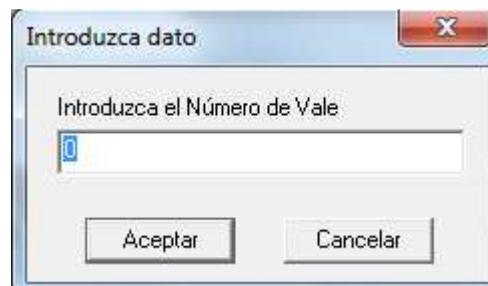 Introduzca dato
Introduzca el Número de Vale
0
Aceptar
Cancelar